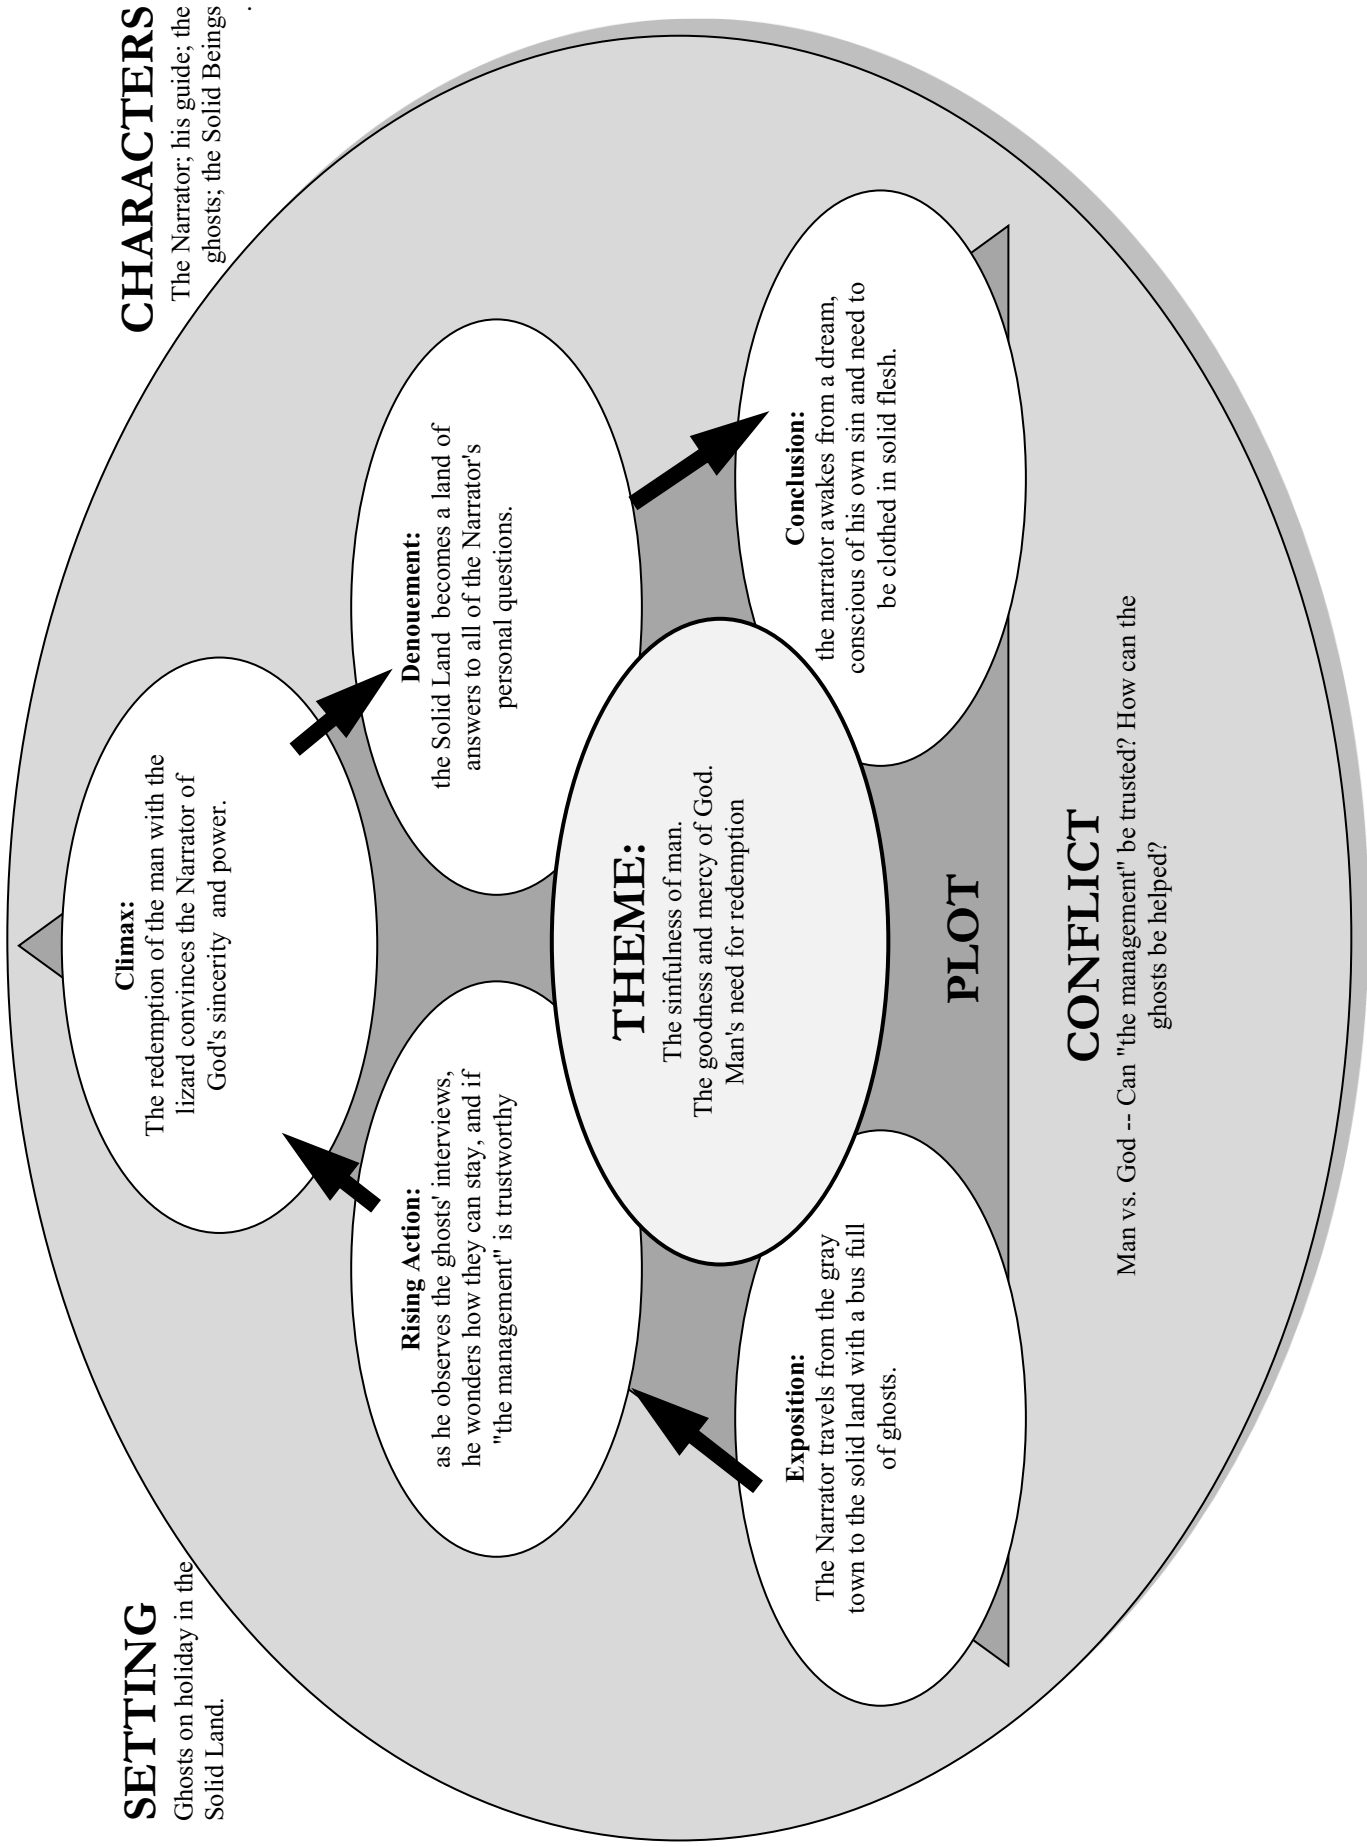 SETTING
Ghosts on holiday in the
Solid Land.
CHARACTERS
The Narrator; his guide; the
ghosts; the Solid Beings
.
Climax:
The redemption of the man with the
lizard convinces the Narrator of
God's sincerity and power.
Rising Action:
as he observes the ghosts' interviews,
he wonders how they can stay, and if
"the management" is trustworthy
Denouement:
the Solid Land becomes a land of
answers to all of the Narrator's
personal questions.
THEME:
The sinfulness of man.
The goodness and mercy of God.
Man's need for redemption
Exposition:
The Narrator travels from the gray
town to the solid land with a bus full
of ghosts.
Conclusion:
the narrator awakes from a dream,
conscious of his own sin and need to
be clothed in solid flesh.
PLOT
CONFLICT
Man vs. God -- Can "the management" be trusted? How can the
ghosts be helped?